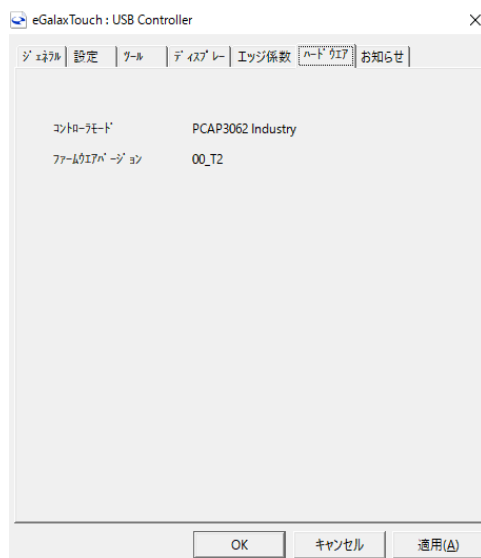 eGalaxTouch : USB Controller
ｼﾞｪﾈﾗﾙ 設定 ﾂｰﾙ ﾃﾞｨｽﾌﾟﾚｰ エッジ係数 ﾊｰﾄﾞｳｴｱ お知らせ
ｺﾝﾄﾛｰﾗﾓｰﾄﾞ PCAP3062 Industry
ﾌｧｰﾑｳｴｱﾊﾞｰｼﾞｮﾝ 00_T2
OK キャンセル 適用(A)